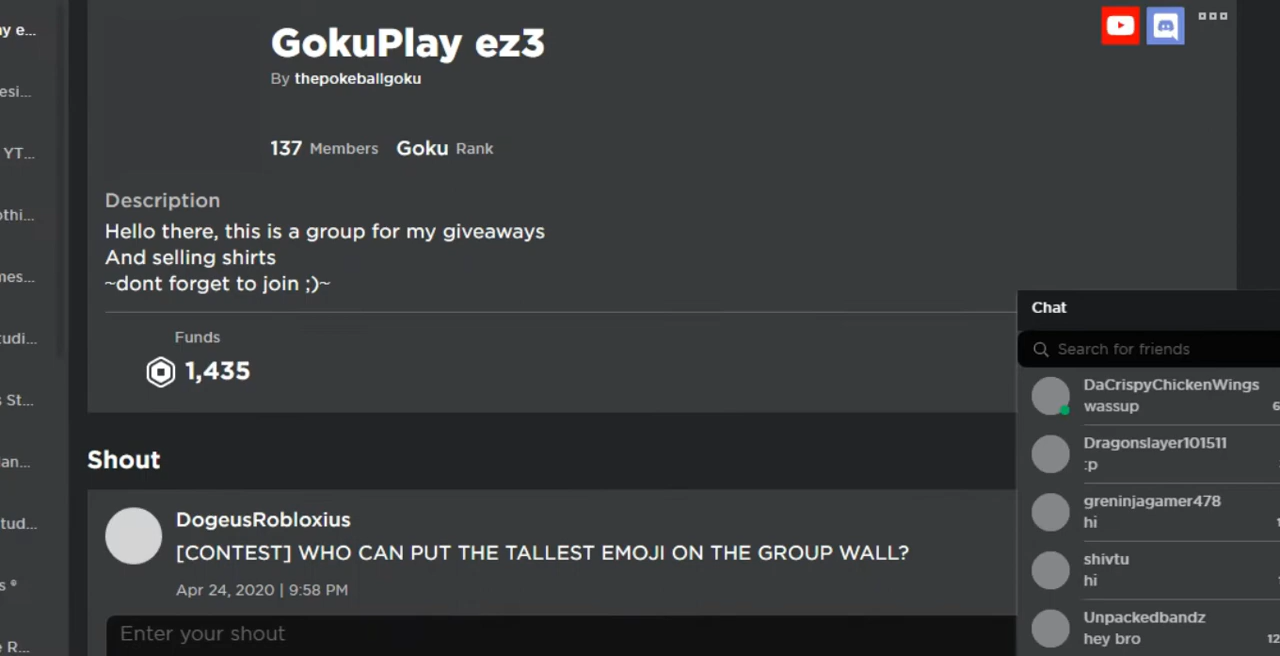 GokuPlay ez3
By thepokeballgoku
137 Members Goku Rank
Description
Hello there, this is a group for my giveaways
And selling shirts
~dont forget to join ;)~
Funds
1,435
Shout
DogeusRobloxius
[CONTEST] WHO CAN PUT THE TALLEST EMOJI ON THE GROUP WALL?
Apr 24, 2020 | 9:58 PM
Enter your shout
Chat
Search for friends
DaCrispyChickenWings
wassup
Dragonslayer101511
:p
greninjagamer478
hi
shivtu
hi
Unpackedbandz
hey bro